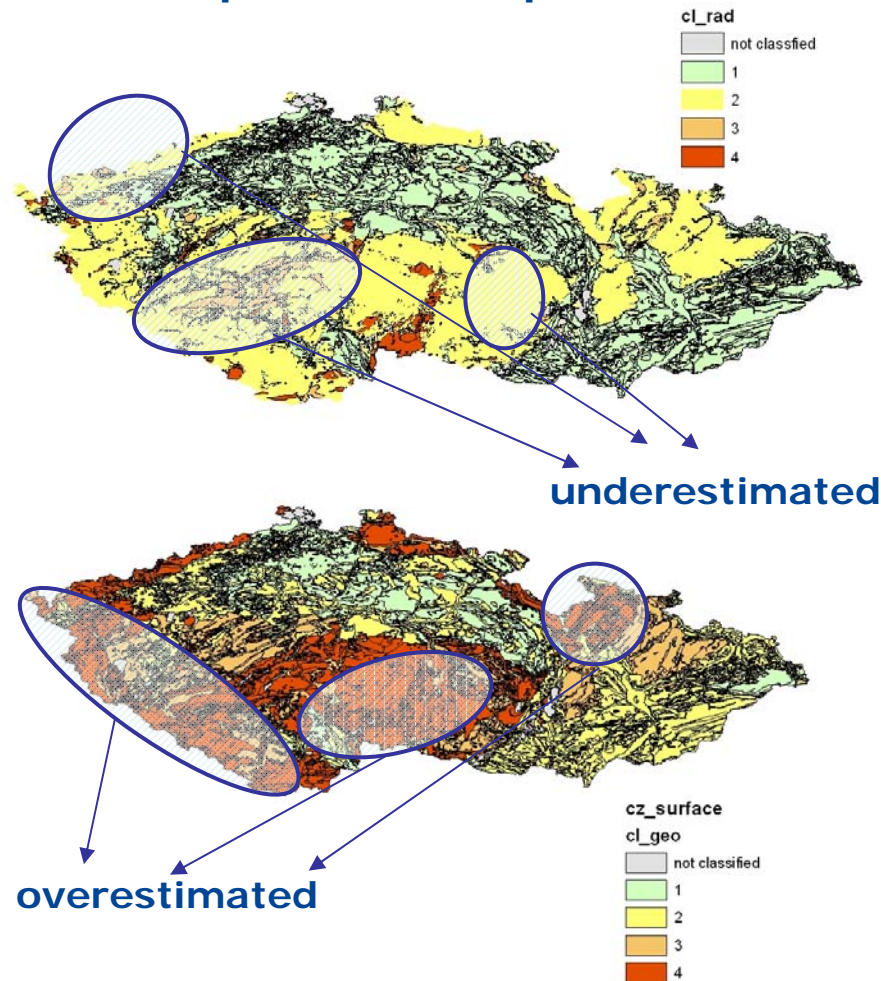 cl_rad
not classfied
1
2
3
4
underestimated
overestimated
cz_surface
cl_geo
not classified
1
2
3
4